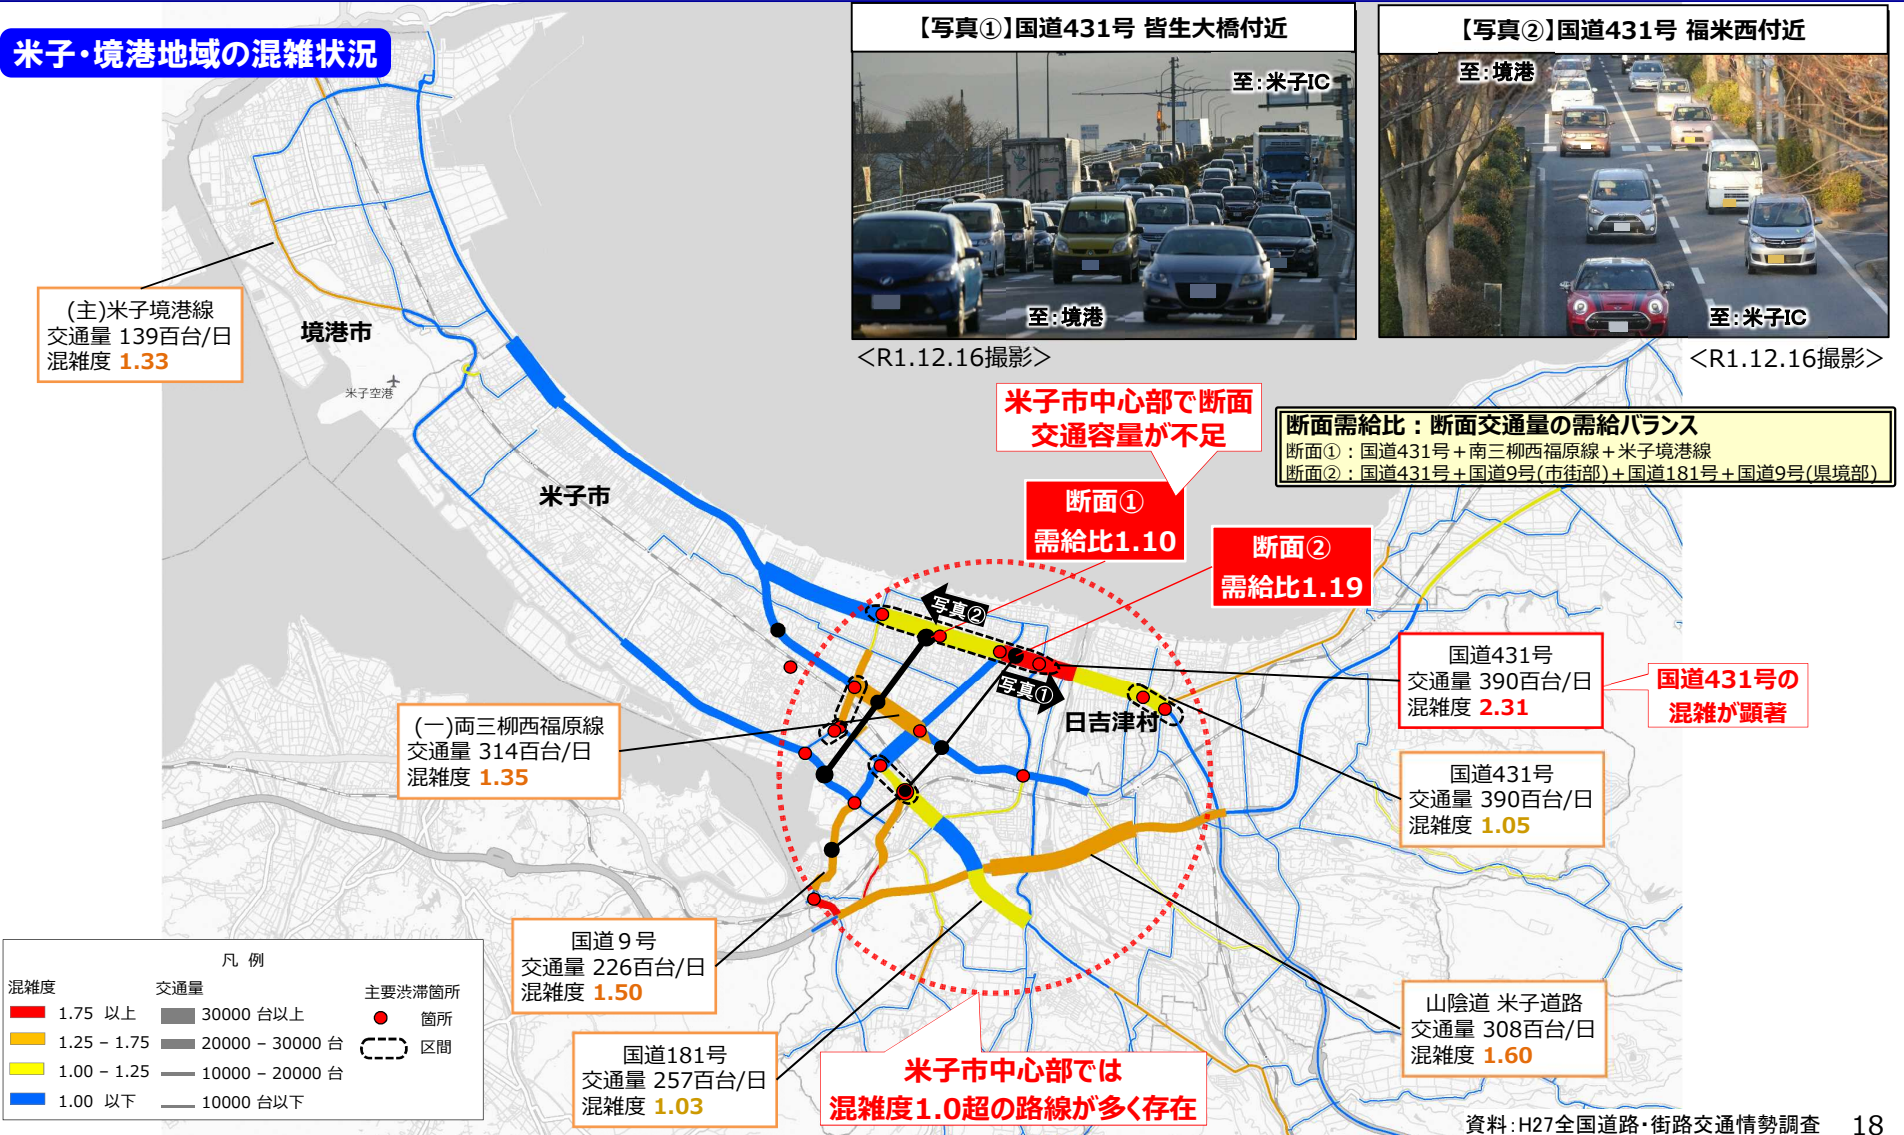 米子・境港地域の混雑状況
【写真①】国道431号 皆生大橋付近
至:米子IC
至:境港
<R1.12.16撮影>
【写真②】国道431号 福米西付近
至:境港
至:米子IC
<R1.12.16撮影>
(主)米子境港線
交通量 139百台/日
混雑度 1.33
境港市
米子空港
米子市
米子市中心部で断面
交通容量が不足
断面需給比：断面交通量の需給バランス
断面①：国道431号＋南三柳西福原線＋米子境港線
断面②：国道431号＋国道9号(市街部)＋国道181号＋国道9号(県境部)
断面①
需給比1.10
断面②
需給比1.19
写真②
写真①
日吉津村
国道431号
交通量 390百台/日
混雑度 2.31
国道431号の
混雑が顕著
(一)両三柳西福原線
交通量 314百台/日
混雑度 1.35
国道431号
交通量 390百台/日
混雑度 1.05
国道９号
交通量 226百台/日
混雑度 1.50
山陰道 米子道路
交通量 308百台/日
混雑度 1.60
国道181号
交通量 257百台/日
混雑度 1.03
米子市中心部では
混雑度1.0超の路線が多く存在
凡 例
混雑度 交通量 主要渋滞箇所
1.75 以上 30000 台以上 箇所
1.25 – 1.75 20000 – 30000 台 区間
1.00 – 1.25 10000 – 20000 台
1.00 以下 10000 台以下
資料:H27全国道路・街路交通情勢調査 18